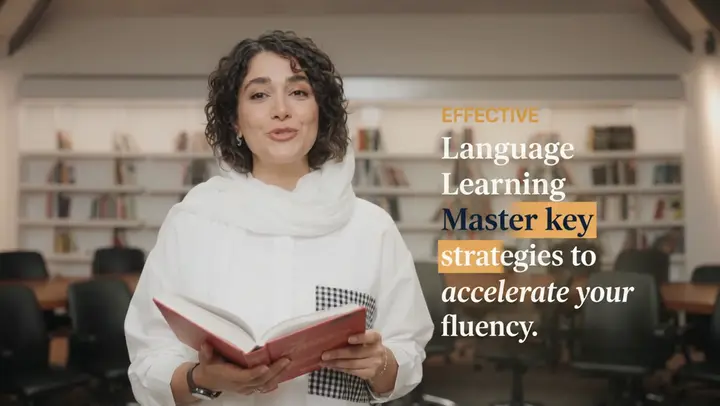 EFFECTIVE
Language
Learning
Master key
strategies to
accelerate your
fluency.